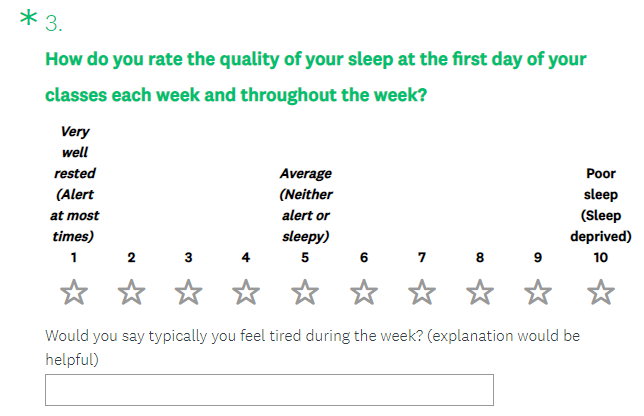 * 3.
How do you rate the quality of your sleep at the first day of your
classes each week and throughout the week?
Very
well
rested
(Alert
at most
times)
Average
(Neither
alert or
sleepy)
Poor
sleep
(Sleep
deprived)
1 2 3 4 5 6 7 8 9 10
Would you say typically you feel tired during the week? (explanation would be
helpful)